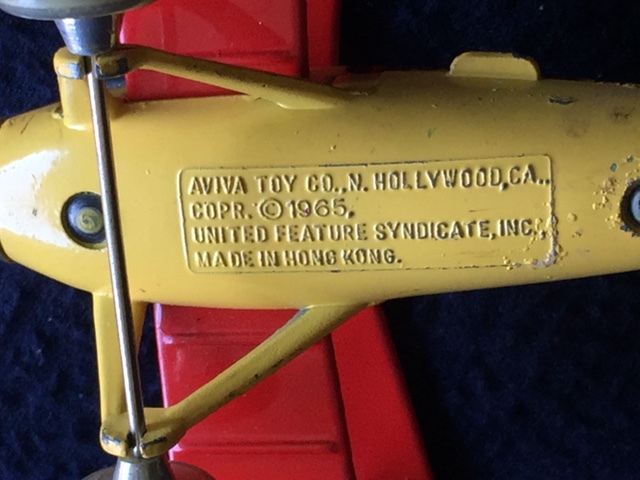 AVIVA TOY CO., N. HOLLYWOOD, CA.,
COPR. ©1965,
UNITED FEATURE SYNDICATE, INC.,
MADE IN HONG KONG.